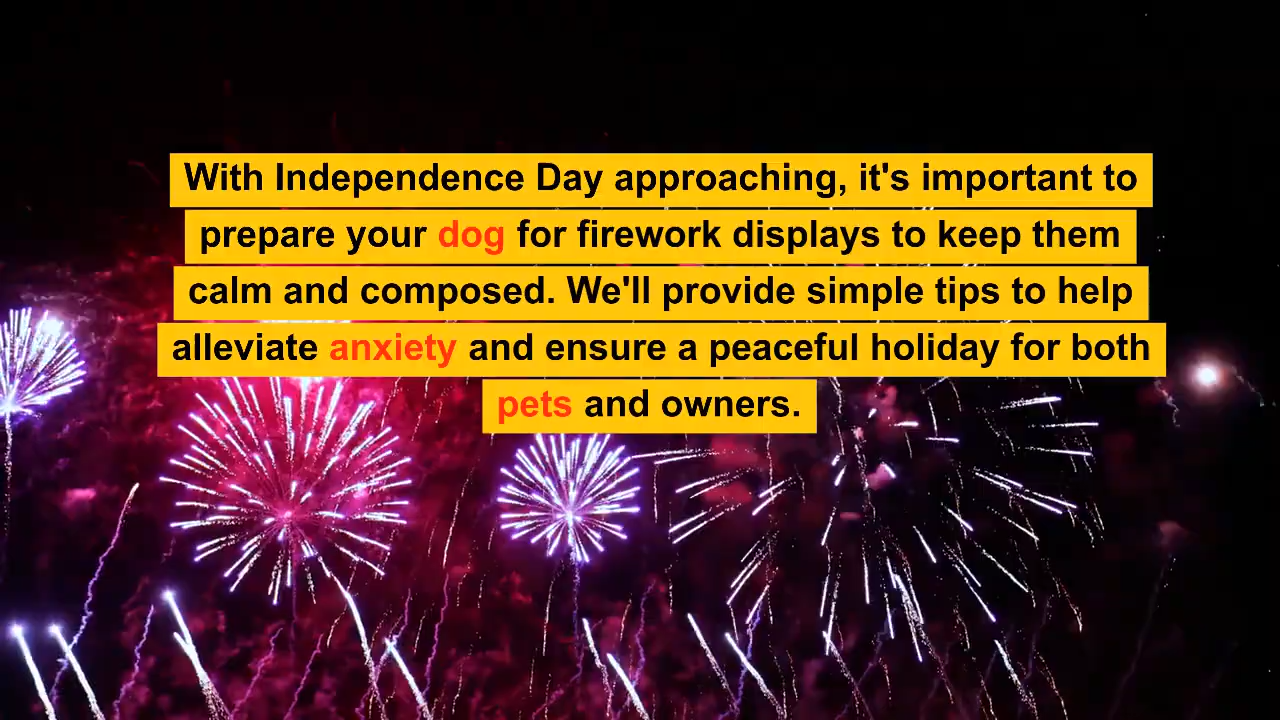 With Independence Day approaching, it's important to
prepare your dog for firework displays to keep them
calm and composed. We'll provide simple tips to help
alleviate anxiety and ensure a peaceful holiday for both
pets and owners.